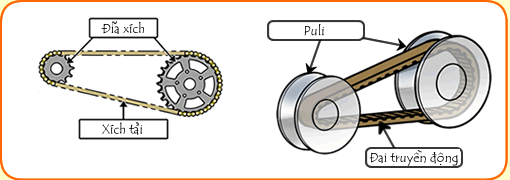 Đĩa xích
Xích tải
Puli
Đai truyền động